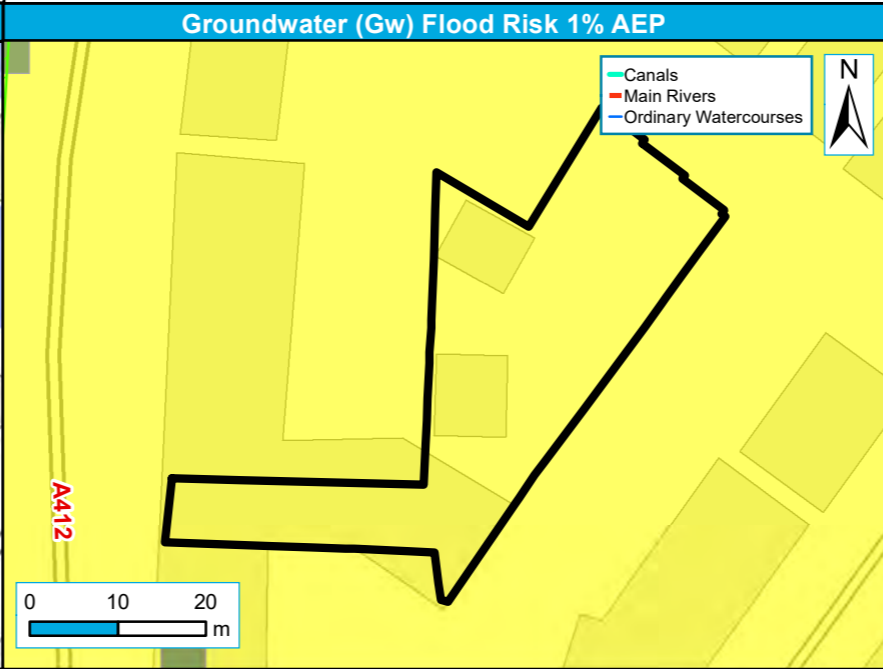 Groundwater (Gw) Flood Risk 1% AEP
Canals
Main Rivers
Ordinary Watercourses
N
A412
0 10 20
m